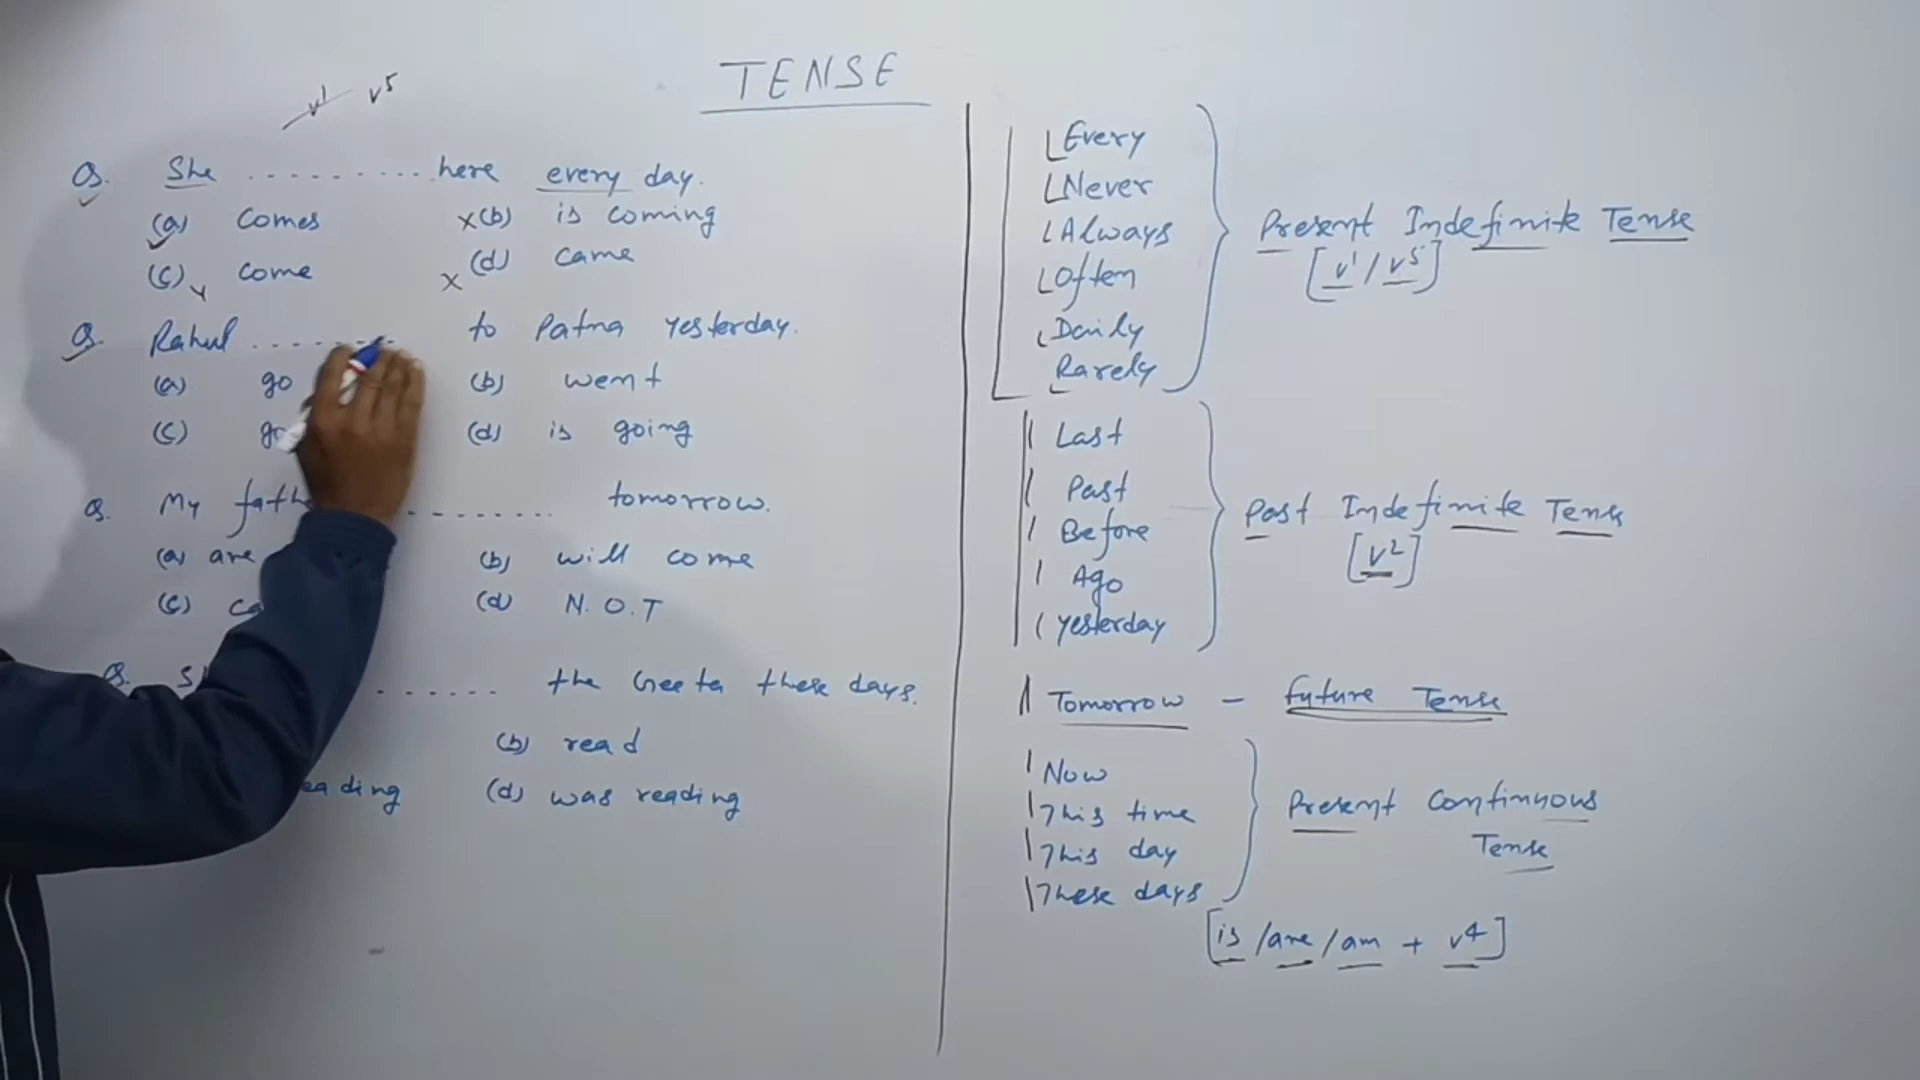 TENSE
v1 v5
Q. She .......... here every day.
(a) comes x(b) is coming
(c) come x (d) came
Q. Rahul ........ to Patna yesterday.
(a) go (b) went
(c) (d) is going
Q. My ........ tomorrow.
(a) are (b) will come
(c) (d) N.O.T
Q. ...... the Geeta these days.
(b) read
(d) was reading
Every
Never
Always
Often
Daily
Rarely
Present Indefinite Tense
[v1/v5]
Last
Past
Before
Ago
yesterday
Past Indefinite Tense
[v2]
Tomorrow - future Tense
Now
This time
This day
These days
Present Continuous
Tense
[is/are/am + v4]